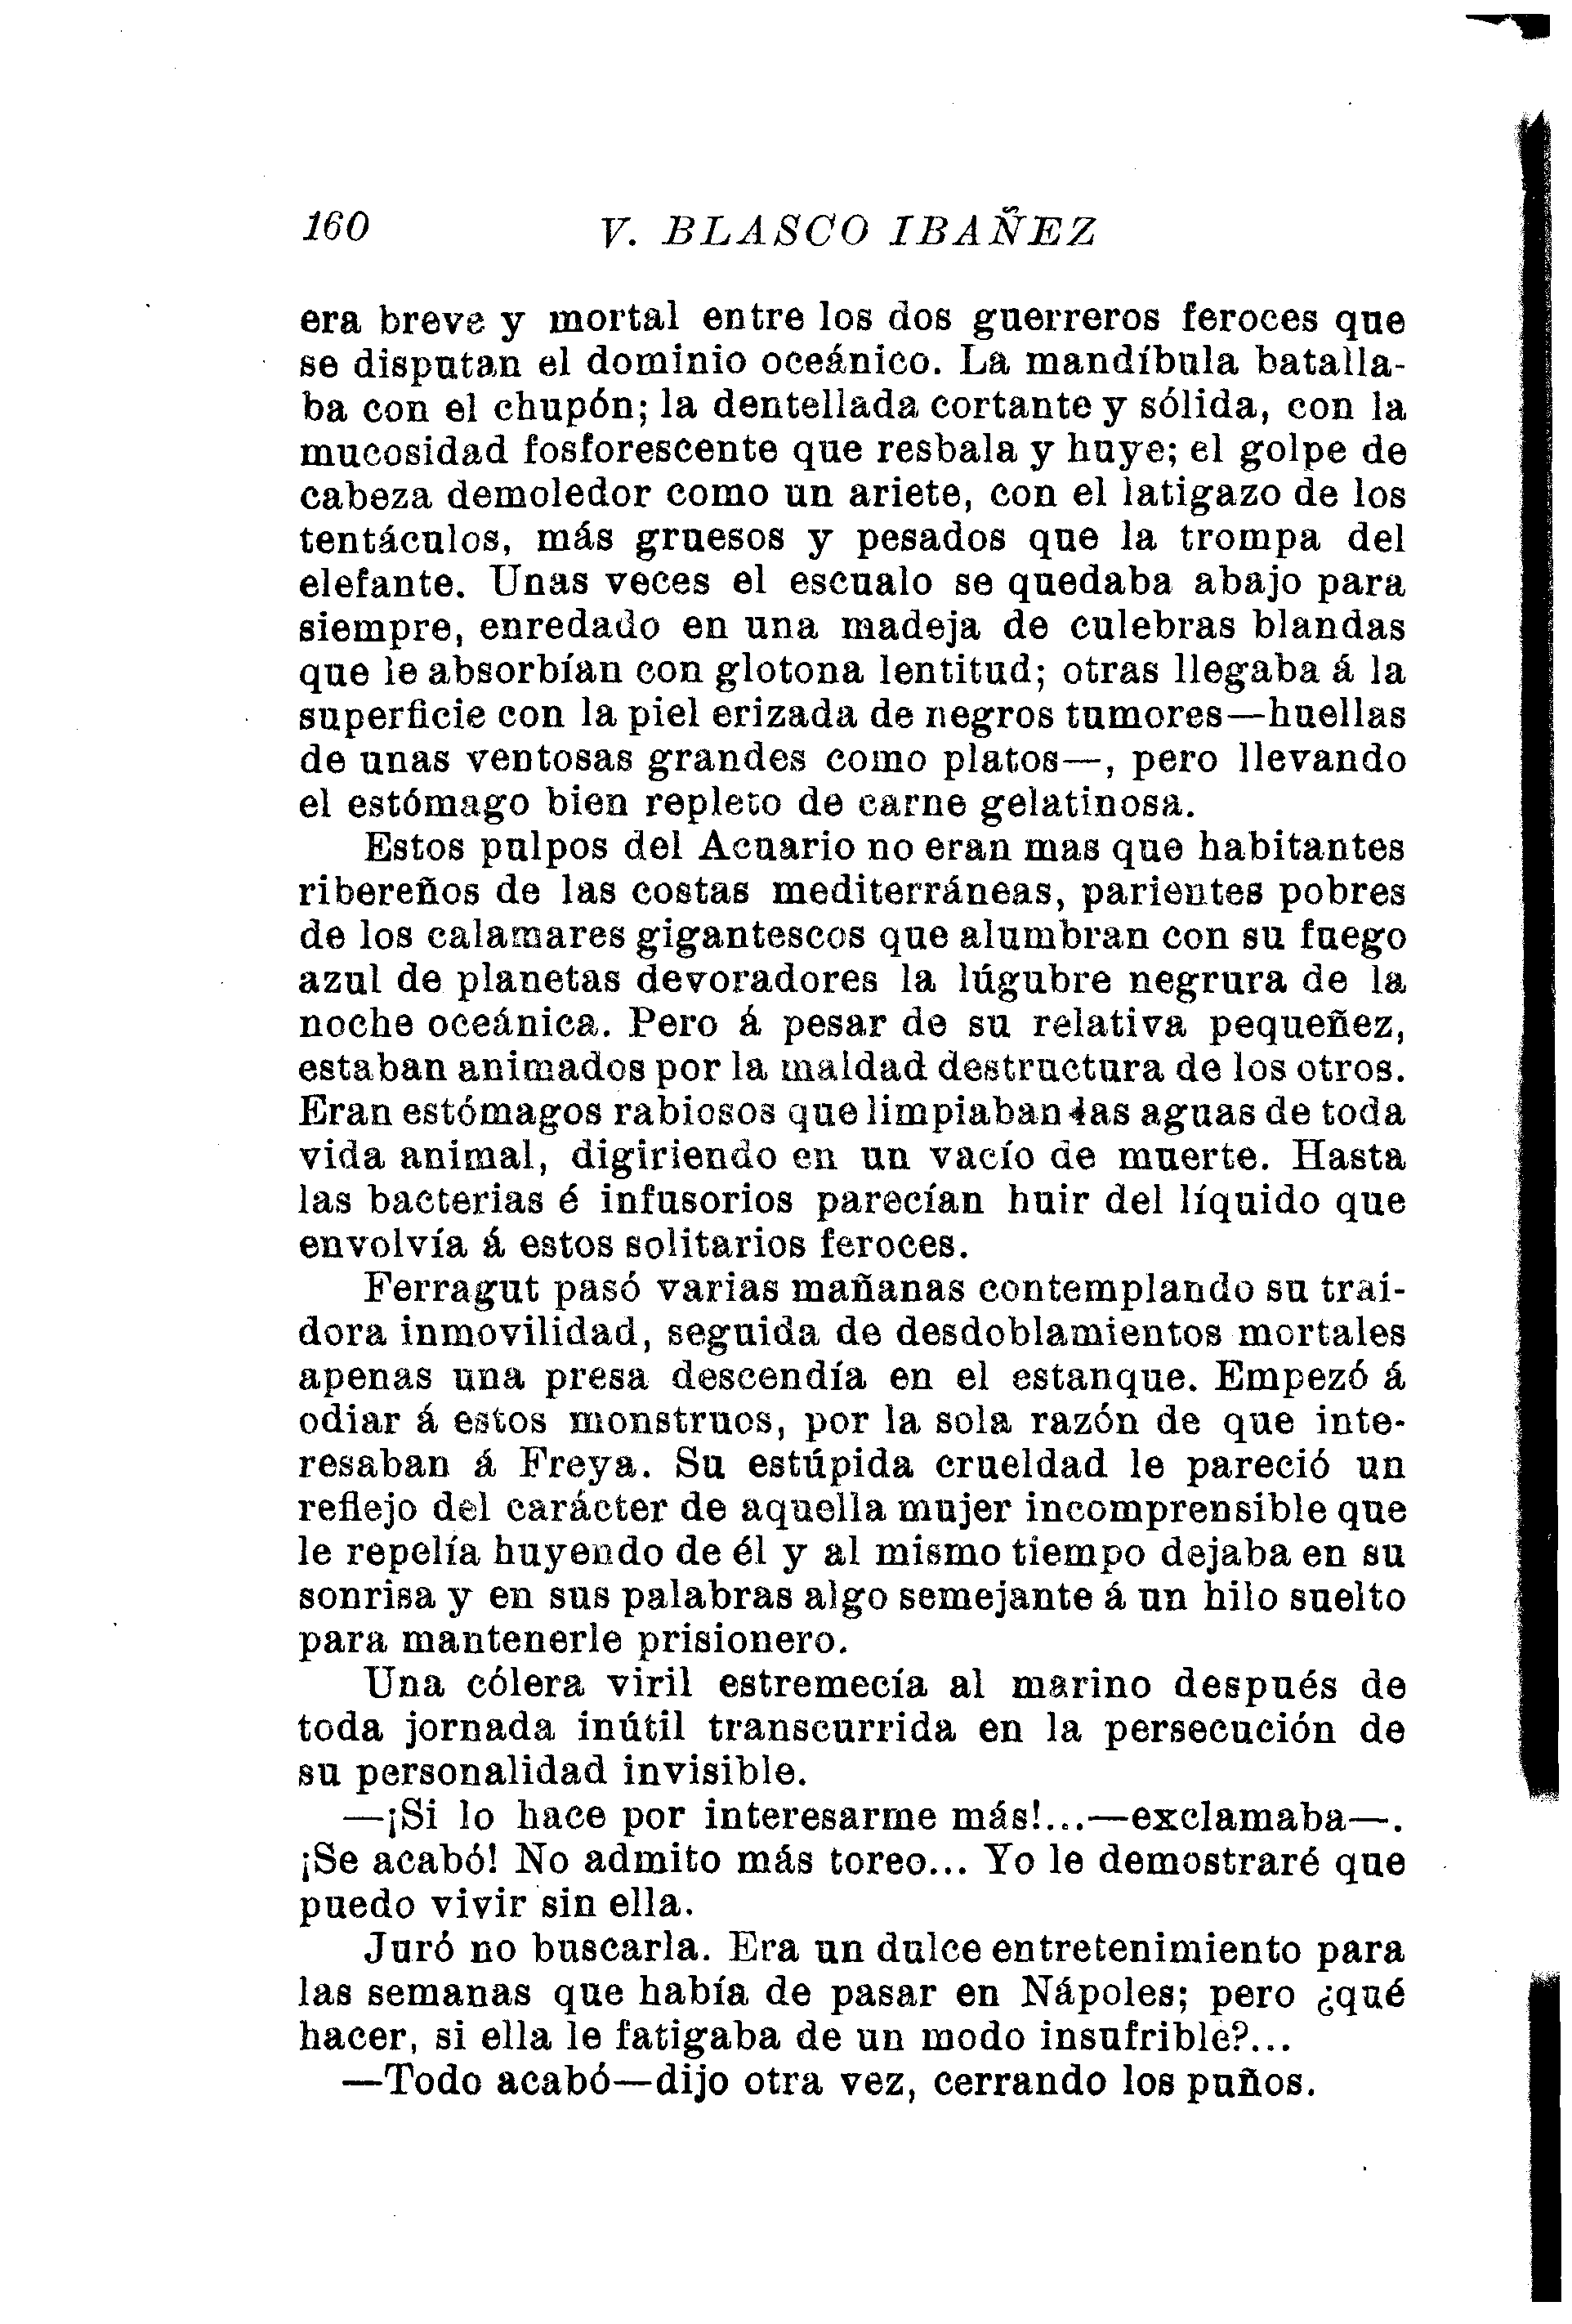 160 V. BLASCO IBAÑEZ
era breve y mortal entre los dos guerreros feroces que
se disputan el dominio oceánico. La mandíbula batalla-
ba con el chupón; la dentellada cortante y sólida, con la
mucosidad fosforescente que resbala y huye; el golpe de
cabeza demoledor como un ariete, con el latigazo de los
tentáculos, más gruesos y pesados que la trompa del
elefante. Unas veces el escualo se quedaba abajo para
siempre, enredado en una madeja de culebras blandas
que le absorbían con glotona lentitud; otras llegaba á la
superficie con la piel erizada de negros tumores—huellas
de unas ventosas grandes como platos—, pero llevando
el estómago bien repleto de carne gelatinosa.
Estos pulpos del Acuario no eran mas que habitantes
ribereños de las costas mediterráneas, parientes pobres
de los calamares gigantescos que alumbran con su fuego
azul de planetas devoradores la lúgubre negrura de la
noche oceánica. Pero á pesar de su relativa pequeñez,
estaban animados por la maldad destructura de los otros.
Eran estómagos rabiosos que limpiaban las aguas de toda
vida animal, digiriendo en un vacío de muerte. Hasta
las bacterias é infusorios parecían huir del líquido que
envolvía á estos solitarios feroces.
Ferragut pasó varias mañanas contemplando su trai-
dora inmovilidad, seguida de desdoblamientos mortales
apenas una presa descendía en el estanque. Empezó á
odiar á estos monstruos, por la sola razón de que inte-
resaban á Freya. Su estúpida crueldad le pareció un
reflejo del carácter de aquella mujer incomprensible que
le repelía huyendo de él y al mismo tiempo dejaba en su
sonrisa y en sus palabras algo semejante á un hilo suelto
para mantenerle prisionero.
Una cólera viril estremecía al marino después de
toda jornada inútil transcurrida en la persecución de
su personalidad invisible.
—¡Si lo hace por interesarme más!...—exclamaba—.
¡Se acabó! No admito más toreo... Yo le demostraré que
puedo vivir sin ella.
Juró no buscarla. Era un dulce entretenimiento para
las semanas que había de pasar en Nápoles; pero ¿qué
hacer, si ella le fatigaba de un modo insufrible?...
—Todo acabó—dijo otra vez, cerrando los puños.